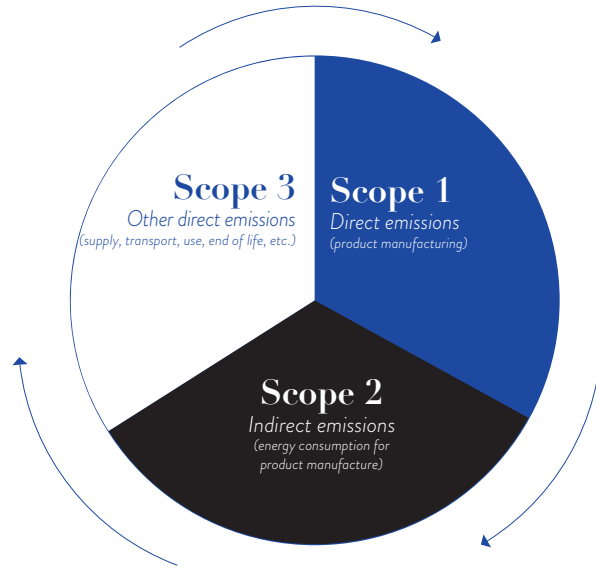 Scope 3
Other direct emissions
(supply, transport, use, end of life, etc.)
Scope 1
Direct emissions
(product manufacturing)
Scope 2
Indirect emissions
(energy consumption for
product manufacture)